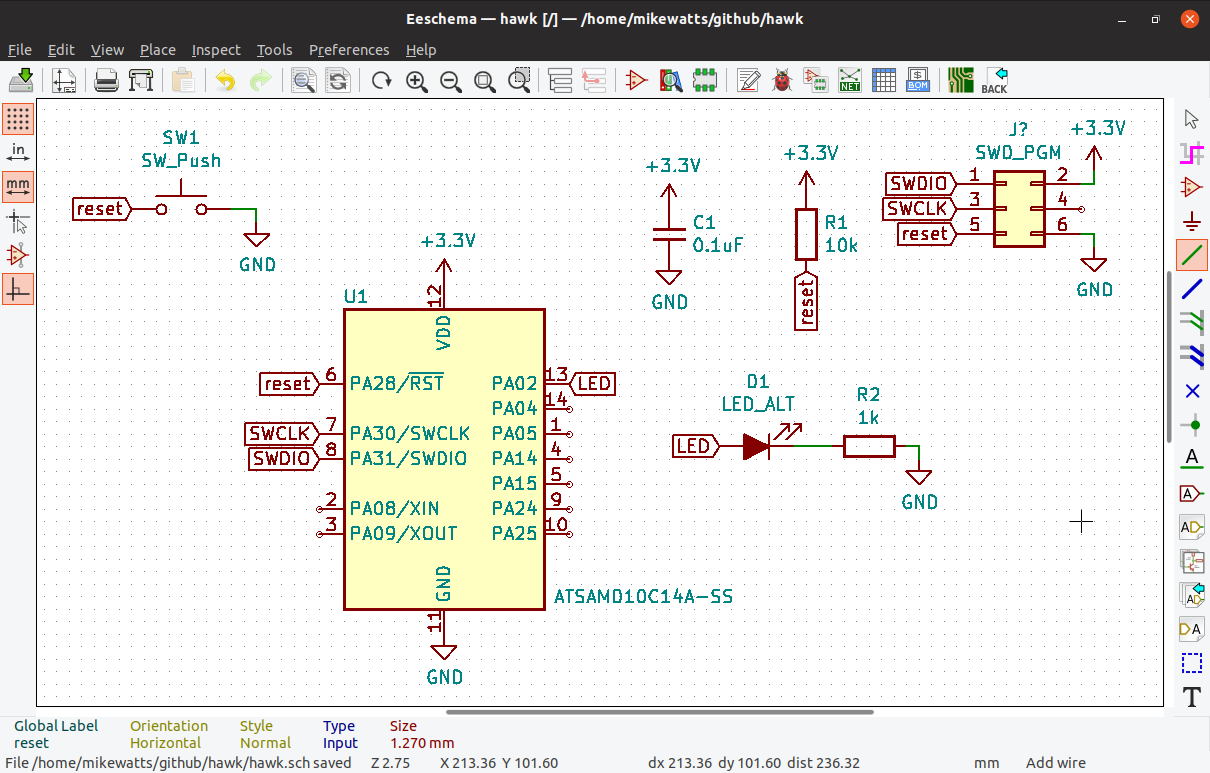 Eeschema — hawk [/] — /home/mikewatts/github/hawk
File Edit View Place Inspect Tools Preferences Help
NET
BOM
BACK
in
mm
SW1
SW_Push
reset
GND
+3.3V
U1
12
VDD
reset 6 PA28/RST
SWCLK 7 PA30/SWCLK
SWDIO 8 PA31/SWDIO
2 PA08/XIN
3 PA09/XOUT
PA02 13 LED
PA04 14
PA05 1
PA14 4
PA15 5
PA24 9
PA25 10
GND
11
GND
ATSAMD10C14A-SS
+3.3V
C1
0.1uF
GND
+3.3V
R1
10k
reset
J?
SWD_PGM
+3.3V
SWDIO 1 2
SWCLK 3 4
reset 5 6
GND
D1
LED_ALT
LED
R2
1k
GND
A
A
AD
AD
DA
T
Global Label Orientation Style Type Size
reset Horizontal Normal Input 1.270 mm
File /home/mikewatts/github/hawk/hawk.sch saved Z 2.75 X 213.36 Y 101.60 dx 213.36 dy 101.60 dist 236.32 mm Add wire